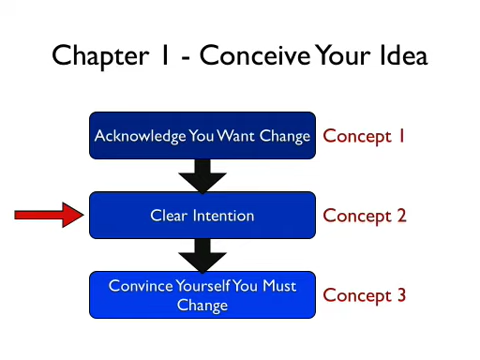 Chapter 1 - Conceive Your Idea
Acknowledge You Want Change
Concept 1
Clear Intention
Concept 2
Convince Yourself You Must
Change
Concept 3